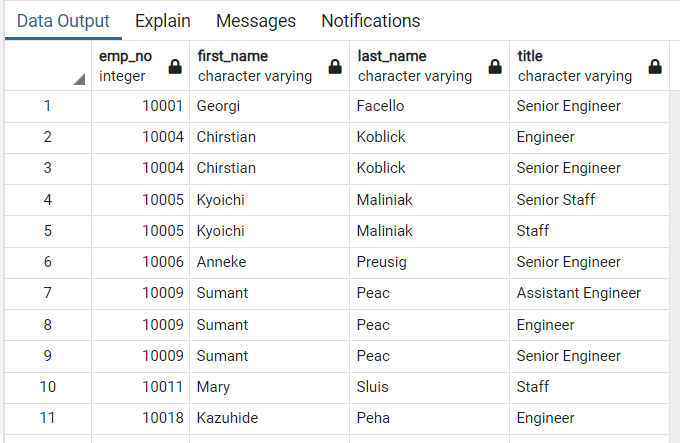 Data Output Explain Messages Notifications
emp_no first_name last_name title
integer character varying character varying character varying
1 10001 Georgi Facello Senior Engineer
2 10004 Chirstian Koblick Engineer
3 10004 Chirstian Koblick Senior Engineer
4 10005 Kyoichi Maliniak Senior Staff
5 10005 Kyoichi Maliniak Staff
6 10006 Anneke Preusig Senior Engineer
7 10009 Sumant Peac Assistant Engineer
8 10009 Sumant Peac Engineer
9 10009 Sumant Peac Senior Engineer
10 10011 Mary Sluis Staff
11 10018 Kazuhide Peha Engineer